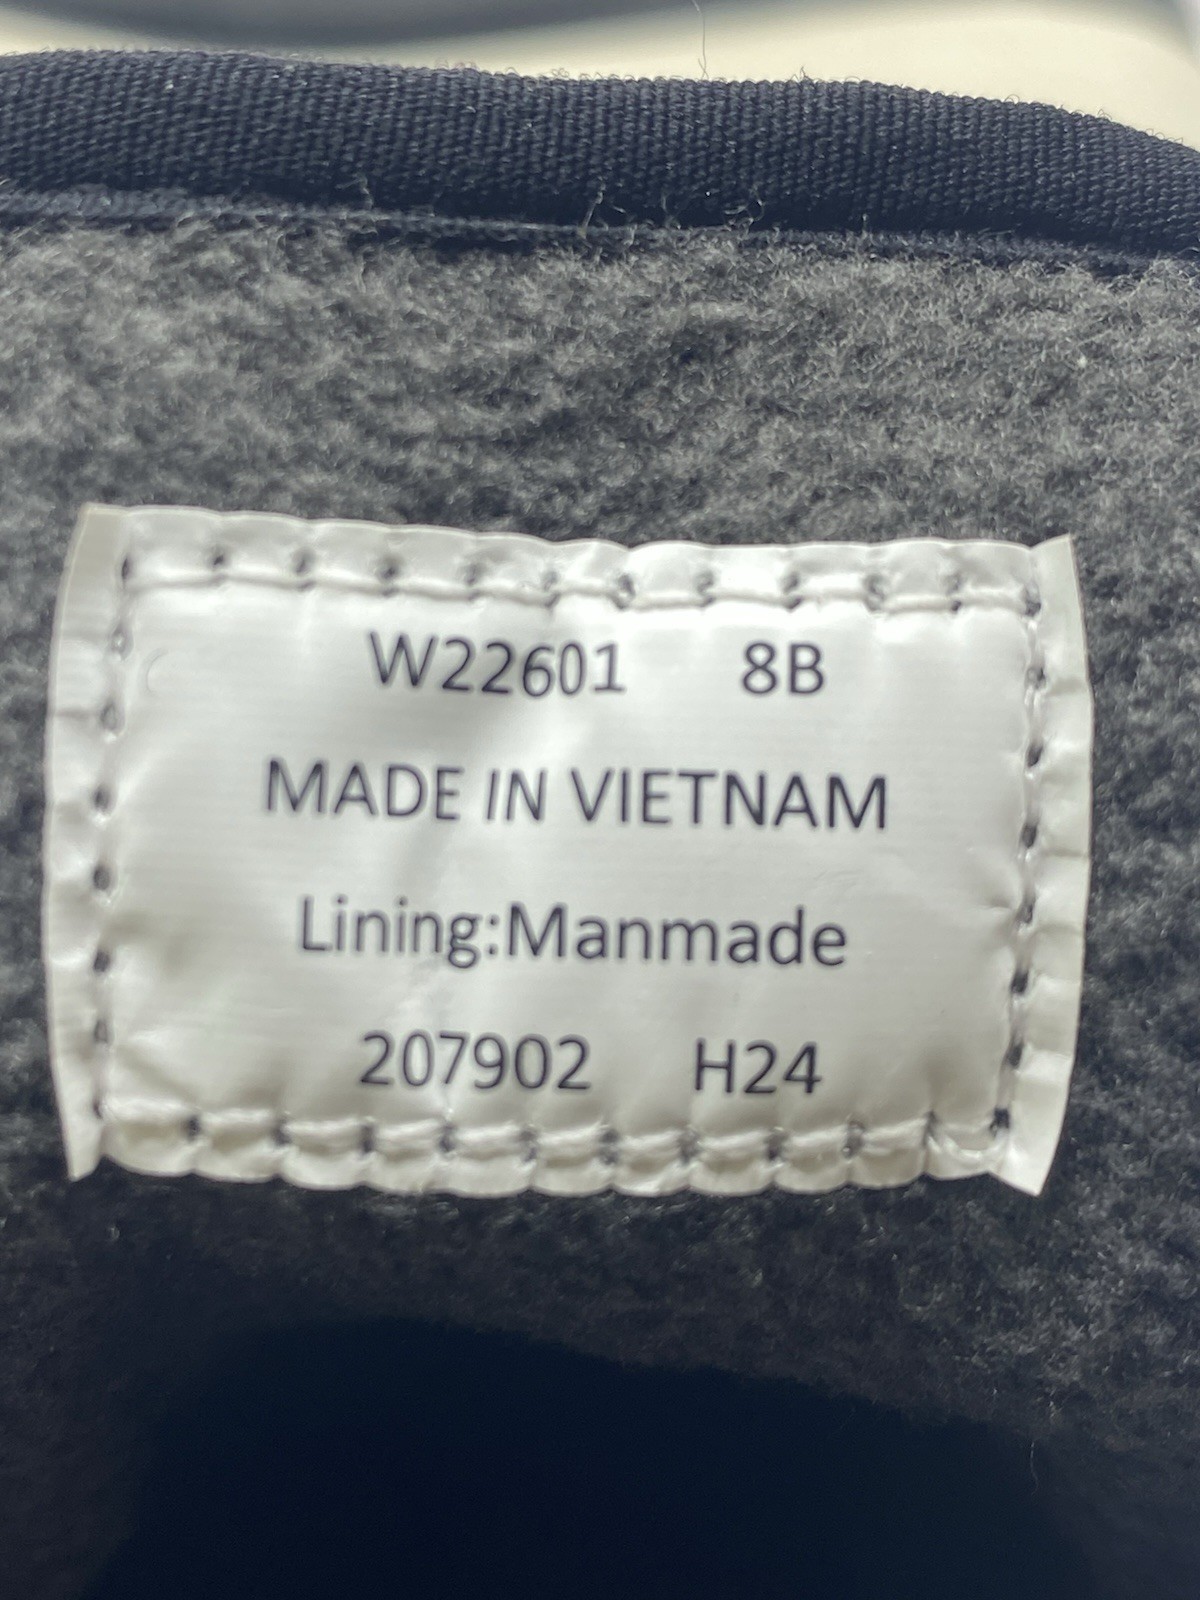 W22601 8B
MADE IN VIETNAM
Lining:Manmade
207902 H24